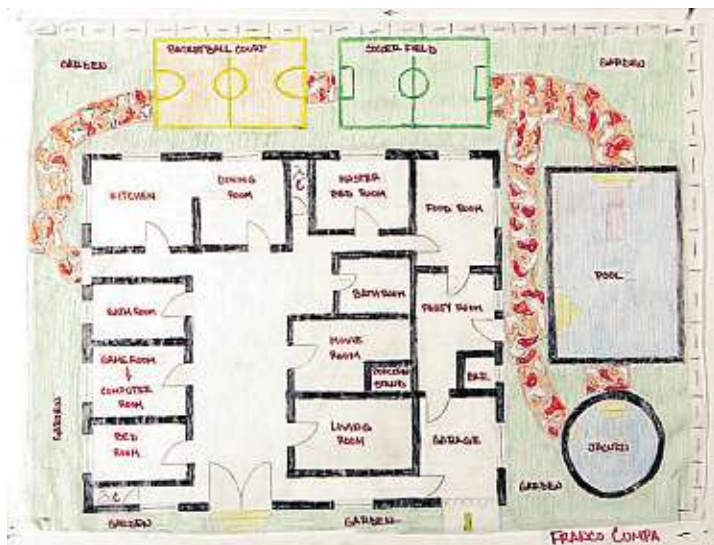 BASKETBALL COURT
SOCCER FIELD
GARDEN
GARDEN
KITCHEN
DINING
ROOM
C
MASTER
BED ROOM
FOOD ROOM
POOL
BATH ROOM
BATHROOM
PARTY ROOM
GAME ROOM
&
COMPUTER
ROOM
MOVIE
ROOM
POPCORN
STAND
BAR
GARDEN
BED
ROOM
LIVING
ROOM
GARAGE
JACUZZI
C
GARDEN
GARDEN
GARDEN
FRANCO CUMPA